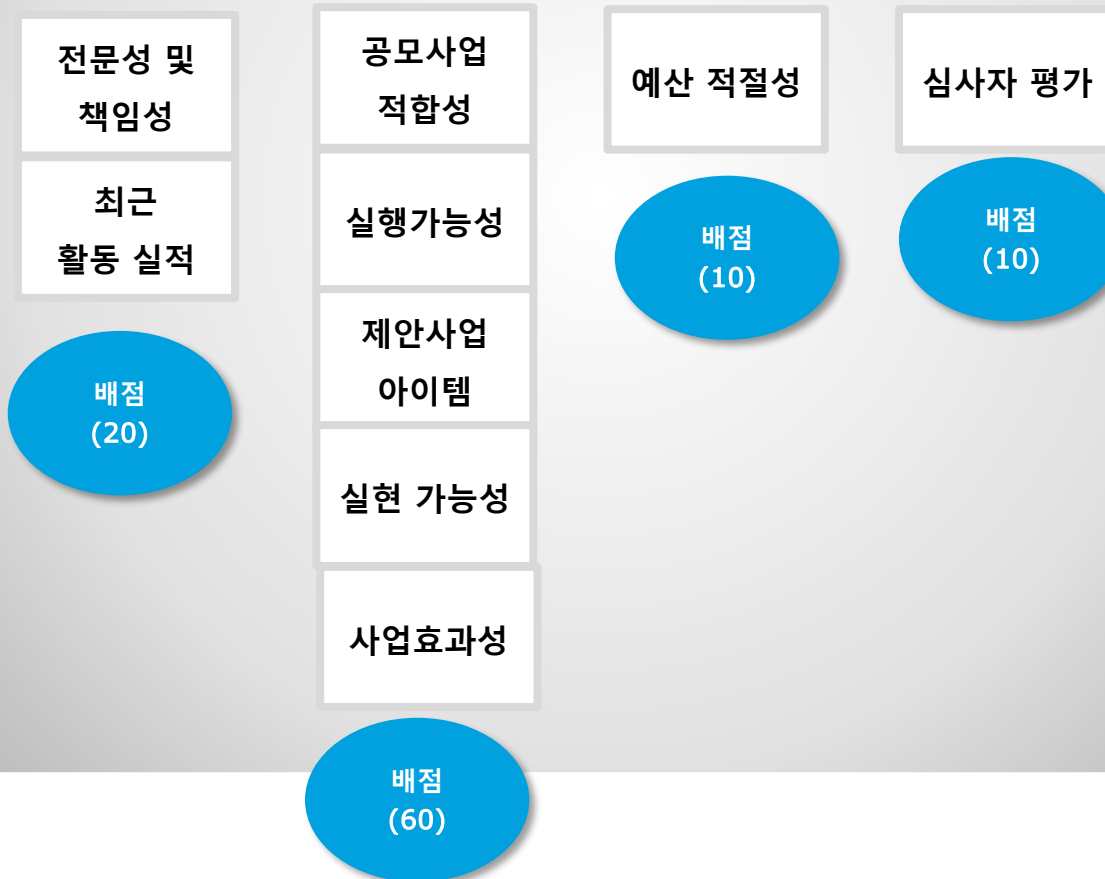 전문성 및
책임성
최근
활동 실적
배점
(20)
공모사업
적합성
실행가능성
제안사업
아이템
실현 가능성
사업효과성
배점
(60)
예산 적절성
배점
(10)
심사자 평가
배점
(10)